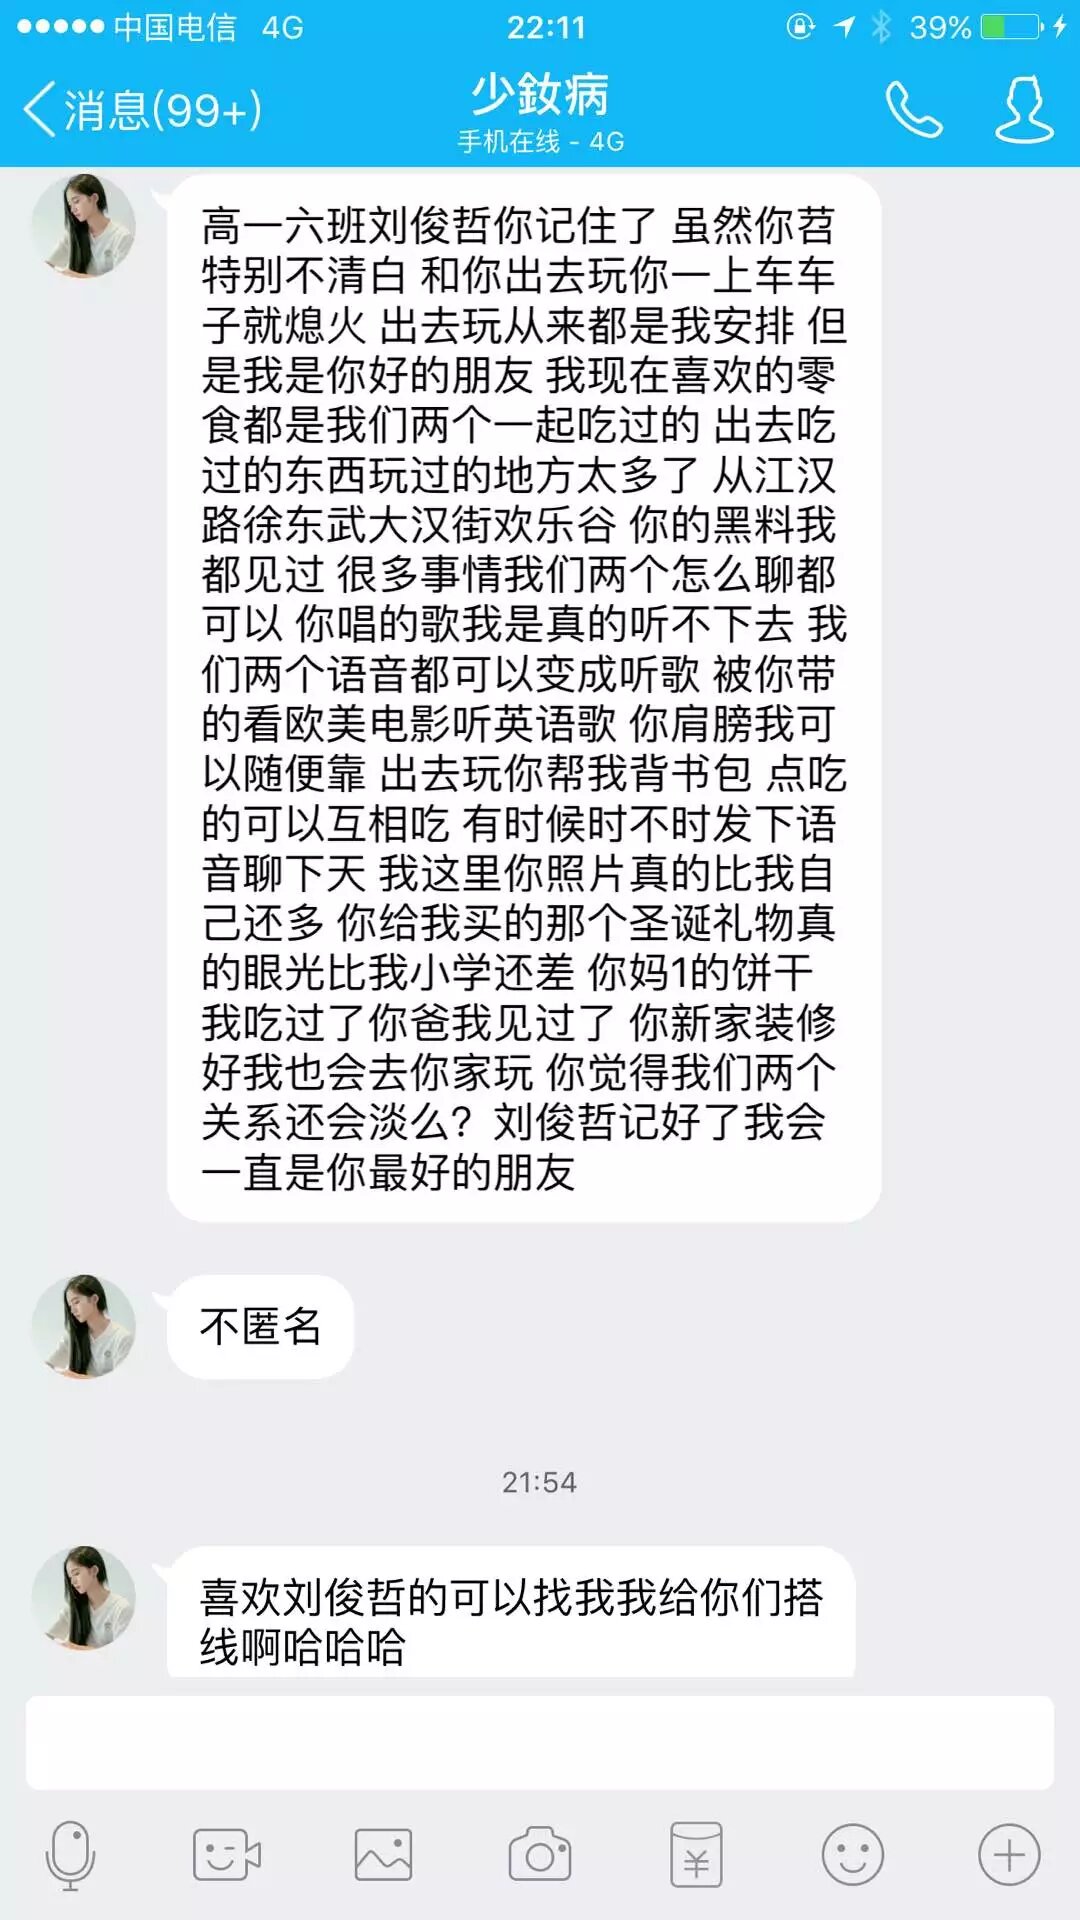 中国电信 4G 22:11 39%
消息(99+)
少敀病
手机在线 - 4G
高一六班刘俊哲你记住了 虽然你苕
特别不清白 和你出去玩你一上车车
子就熄火 出去玩从来都是我安排 但
是我是你好的朋友 我现在喜欢的零
食都是我们两个一起吃过的 出去吃
过的东西玩过的地方太多了 从江汉
路徐东武大汉街欢乐谷 你的黑料我
都见过 很多事情我们两个怎么聊都
可以 你唱的歌我是真的听不下去 我
们两个语音都可以变成听歌 被你带
的看欧美电影听英语歌 你肩膀我可
以随便靠 出去玩你帮我背书包 点吃
的可以互相吃 有时候时不时发下语
音聊下天 我这里你照片真的比我自
己还多 你给我买的那个圣诞礼物真
的眼光比我小学还差 你妈1的饼干
我吃过了你爸我见过了 你新家装修
好我也会去你家玩 你觉得我们两个
关系还会淡么？刘俊哲记好了我会
一直是你最好的朋友
不匿名
21:54
喜欢刘俊哲的可以找我我给你们搭
线啊哈哈哈